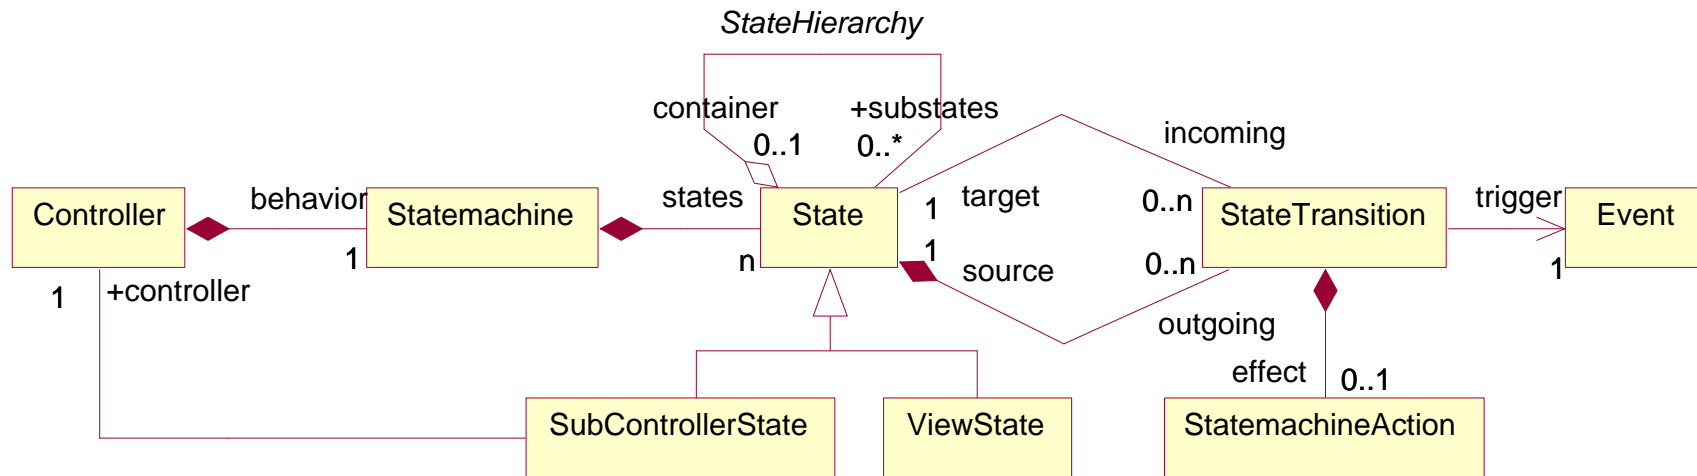 StateHierarchy
container
+substates
0..1
0..*
incoming
behavior
states
1
target
0..n
trigger
Controller
Statemachine
State
StateTransition
Event
1
n
1
source
0..n
1
1
+controller
outgoing
effect
0..1
SubControllerState
ViewState
StatemachineAction